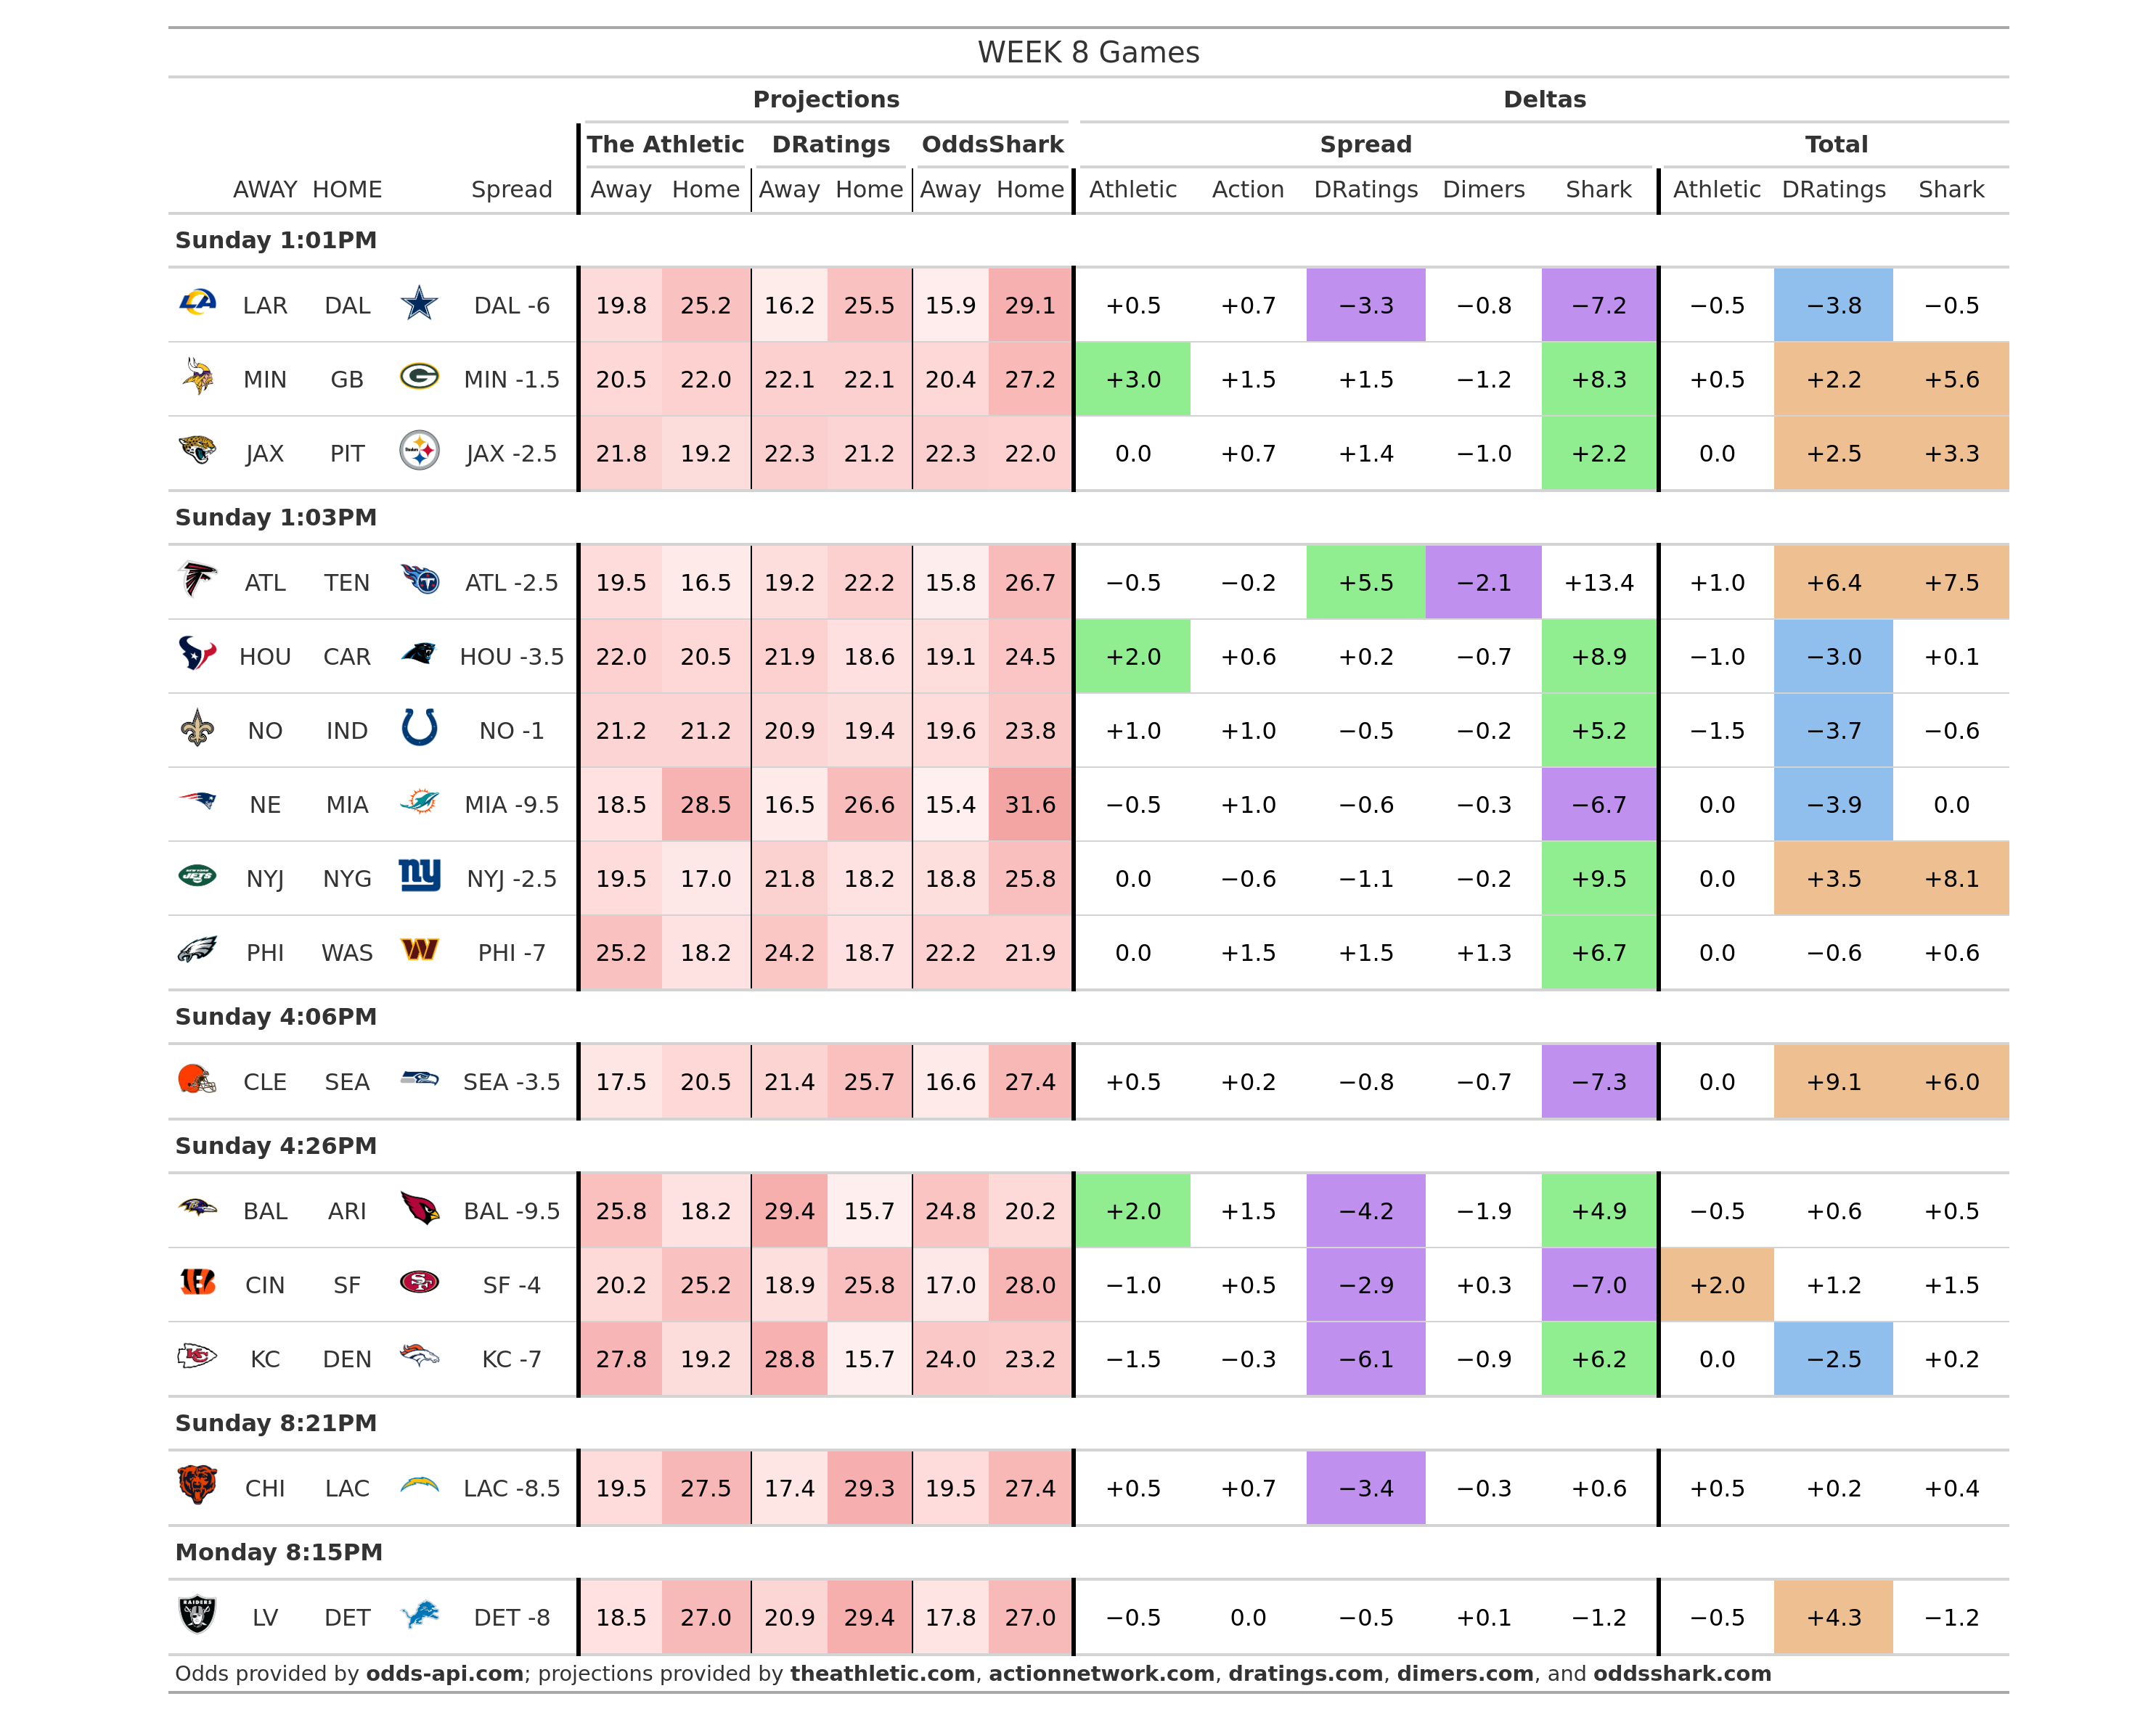 WEEK 8 Games
Projections Deltas
The Athletic DRatings OddsShark Spread Total
AWAY HOME Spread Away Home Away Home Away Home Athletic Action DRatings Dimers Shark Athletic DRatings Shark
Sunday 1:01PM
LAR DAL DAL -6 19.8 25.2 16.2 25.5 15.9 29.1 +0.5 +0.7 −3.3 −0.8 −7.2 −0.5 −3.8 −0.5
MIN GB MIN -1.5 20.5 22.0 22.1 22.1 20.4 27.2 +3.0 +1.5 +1.5 −1.2 +8.3 +0.5 +2.2 +5.6
JAX PIT JAX -2.5 21.8 19.2 22.3 21.2 22.3 22.0 0.0 +0.7 +1.4 −1.0 +2.2 0.0 +2.5 +3.3
Sunday 1:03PM
ATL TEN ATL -2.5 19.5 16.5 19.2 22.2 15.8 26.7 −0.5 −0.2 +5.5 −2.1 +13.4 +1.0 +6.4 +7.5
HOU CAR HOU -3.5 22.0 20.5 21.9 18.6 19.1 24.5 +2.0 +0.6 +0.2 −0.7 +8.9 −1.0 −3.0 +0.1
NO IND NO -1 21.2 21.2 20.9 19.4 19.6 23.8 +1.0 +1.0 −0.5 −0.2 +5.2 −1.5 −3.7 −0.6
NE MIA MIA -9.5 18.5 28.5 16.5 26.6 15.4 31.6 −0.5 +1.0 −0.6 −0.3 −6.7 0.0 −3.9 0.0
NYJ NYG ny NYJ -2.5 19.5 17.0 21.8 18.2 18.8 25.8 0.0 −0.6 −1.1 −0.2 +9.5 0.0 +3.5 +8.1
PHI WAS W PHI -7 25.2 18.2 24.2 18.7 22.2 21.9 0.0 +1.5 +1.5 +1.3 +6.7 0.0 −0.6 +0.6
Sunday 4:06PM
CLE SEA SEA -3.5 17.5 20.5 21.4 25.7 16.6 27.4 +0.5 +0.2 −0.8 −0.7 −7.3 0.0 +9.1 +6.0
Sunday 4:26PM
BAL ARI BAL -9.5 25.8 18.2 29.4 15.7 24.8 20.2 +2.0 +1.5 −4.2 −1.9 +4.9 −0.5 +0.6 +0.5
CIN SF SF -4 20.2 25.2 18.9 25.8 17.0 28.0 −1.0 +0.5 −2.9 +0.3 −7.0 +2.0 +1.2 +1.5
KC DEN KC -7 27.8 19.2 28.8 15.7 24.0 23.2 −1.5 −0.3 −6.1 −0.9 +6.2 0.0 −2.5 +0.2
Sunday 8:21PM
CHI LAC LAC -8.5 19.5 27.5 17.4 29.3 19.5 27.4 +0.5 +0.7 −3.4 −0.3 +0.6 +0.5 +0.2 +0.4
Monday 8:15PM
RAIDERS LV DET DET -8 18.5 27.0 20.9 29.4 17.8 27.0 −0.5 0.0 −0.5 +0.1 −1.2 −0.5 +4.3 −1.2
Odds provided by odds-api.com; projections provided by theathletic.com, actionnetwork.com, dratings.com, dimers.com, and oddsshark.com